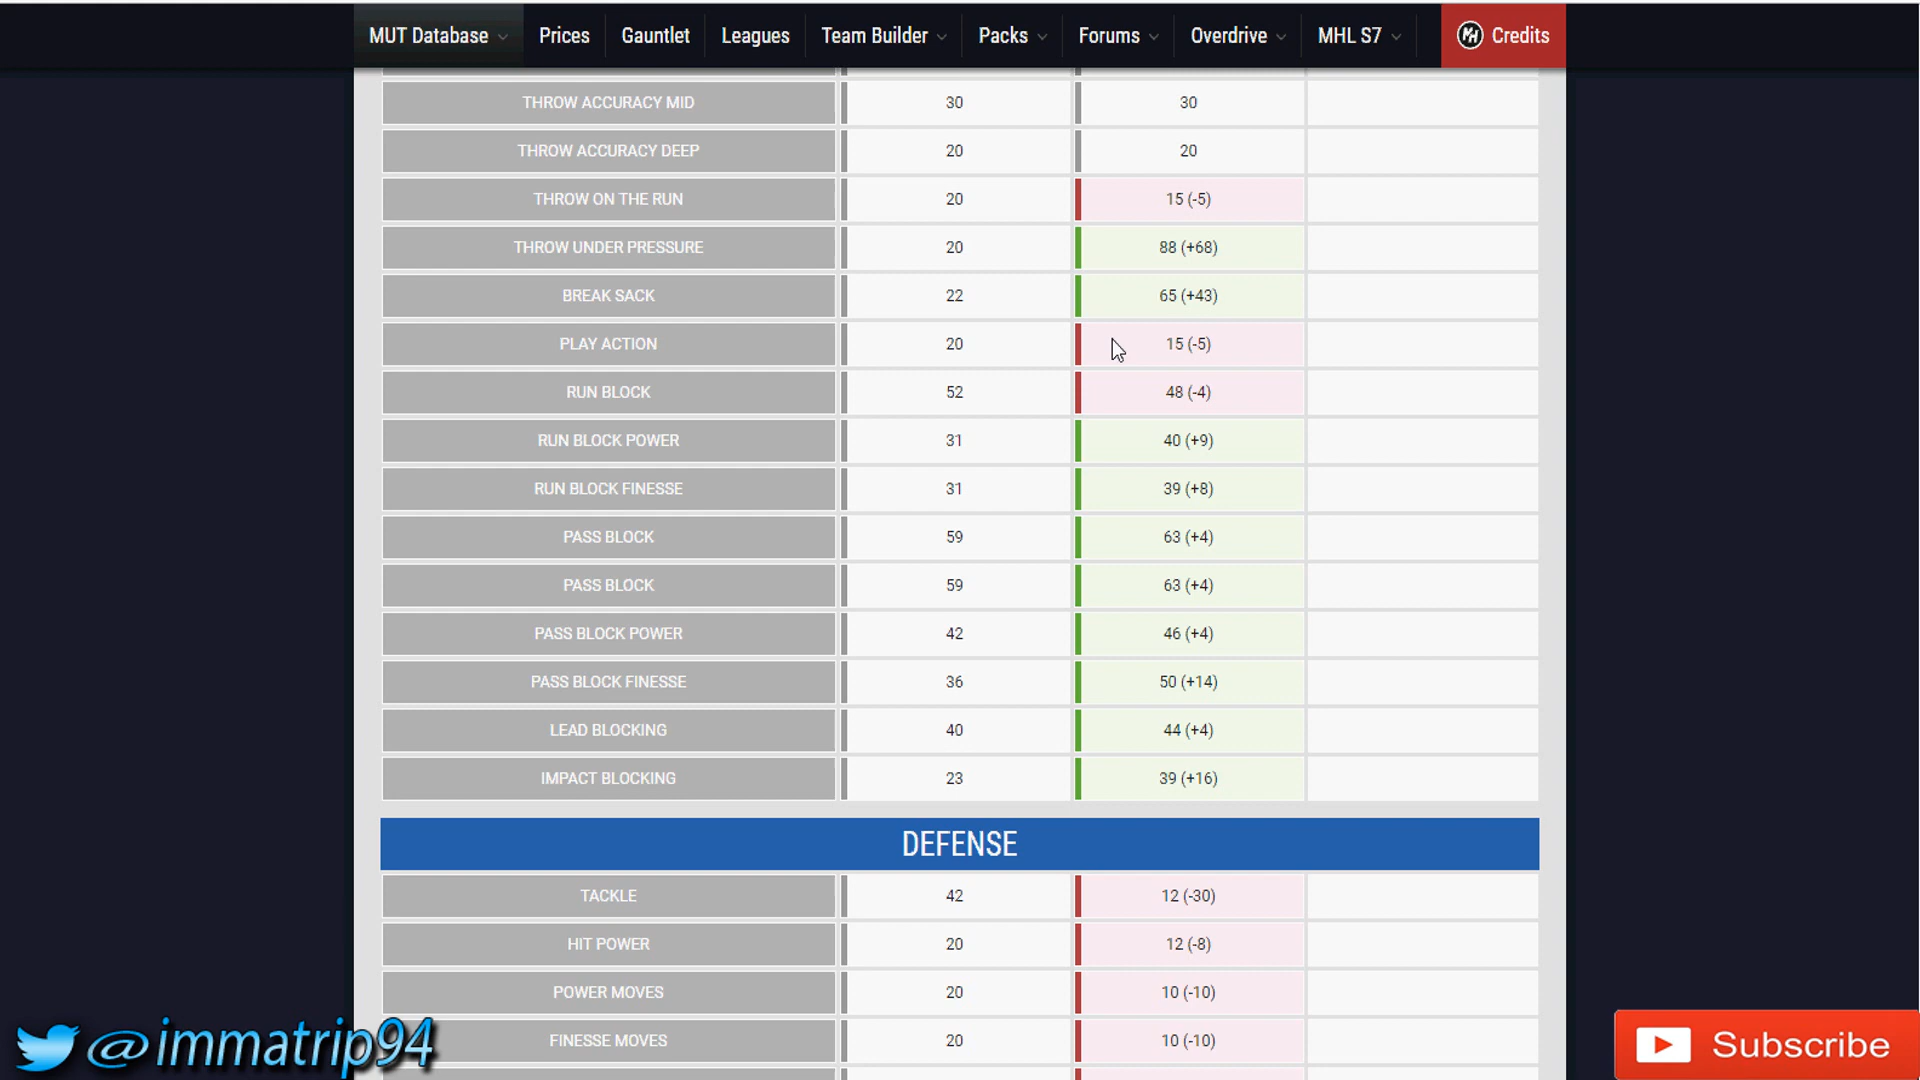 MUT Database Prices Gauntlet Leagues Team Builder Packs Forums Overdrive MHL S7 Credits
THROW ACCURACY MID 30 30
THROW ACCURACY DEEP 20 20
THROW ON THE RUN 20 15 (-5)
THROW UNDER PRESSURE 20 88 (+68)
BREAK SACK 22 65 (+43)
PLAY ACTION 20 15 (-5)
RUN BLOCK 52 48 (-4)
RUN BLOCK POWER 31 40 (+9)
RUN BLOCK FINESSE 31 39 (+8)
PASS BLOCK 59 63 (+4)
PASS BLOCK 59 63 (+4)
PASS BLOCK POWER 42 46 (+4)
PASS BLOCK FINESSE 36 50 (+14)
LEAD BLOCKING 40 44 (+4)
IMPACT BLOCKING 23 39 (+16)
DEFENSE
TACKLE 42 12 (-30)
HIT POWER 20 12 (-8)
POWER MOVES 20 10 (-10)
FINESSE MOVES 20 10 (-10)
@immatrip94
Subscribe